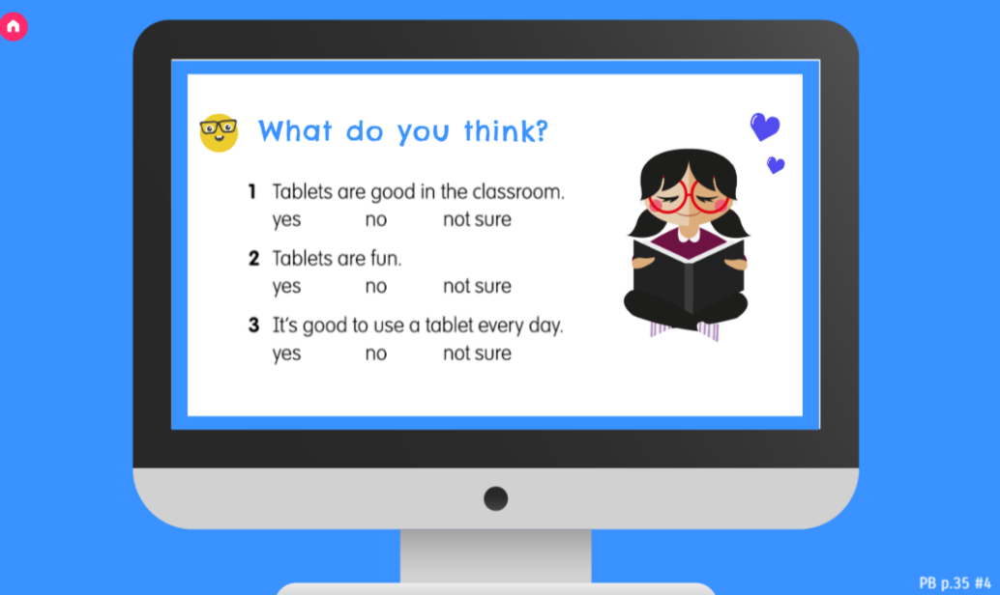 What do you think?
1 Tablets are good in the classroom.
yes no not sure
2 Tablets are fun.
yes no not sure
3 It's good to use a tablet every day.
yes no not sure
PB p.35 #4